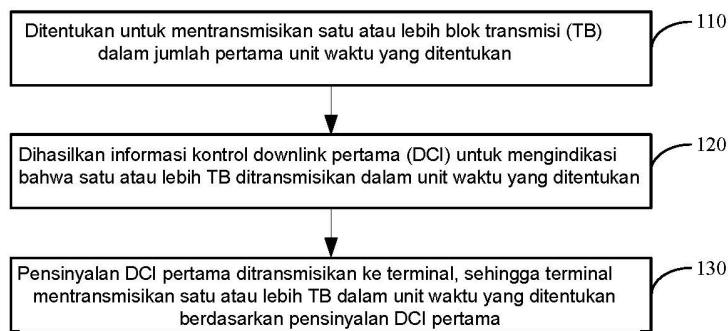 Ditentukan untuk mentransmisikan satu atau lebih blok transmisi (TB)
dalam jumlah pertama unit waktu yang ditentukan
110
Dihasilkan informasi kontrol downlink pertama (DCI) untuk mengindikasi
bahwa satu atau lebih TB ditransmisikan dalam unit waktu yang ditentukan
120
Pensinyalan DCI pertama ditransmisikan ke terminal, sehingga terminal
mentransmisikan satu atau lebih TB dalam unit waktu yang ditentukan
berdasarkan pensinyalan DCI pertama
130